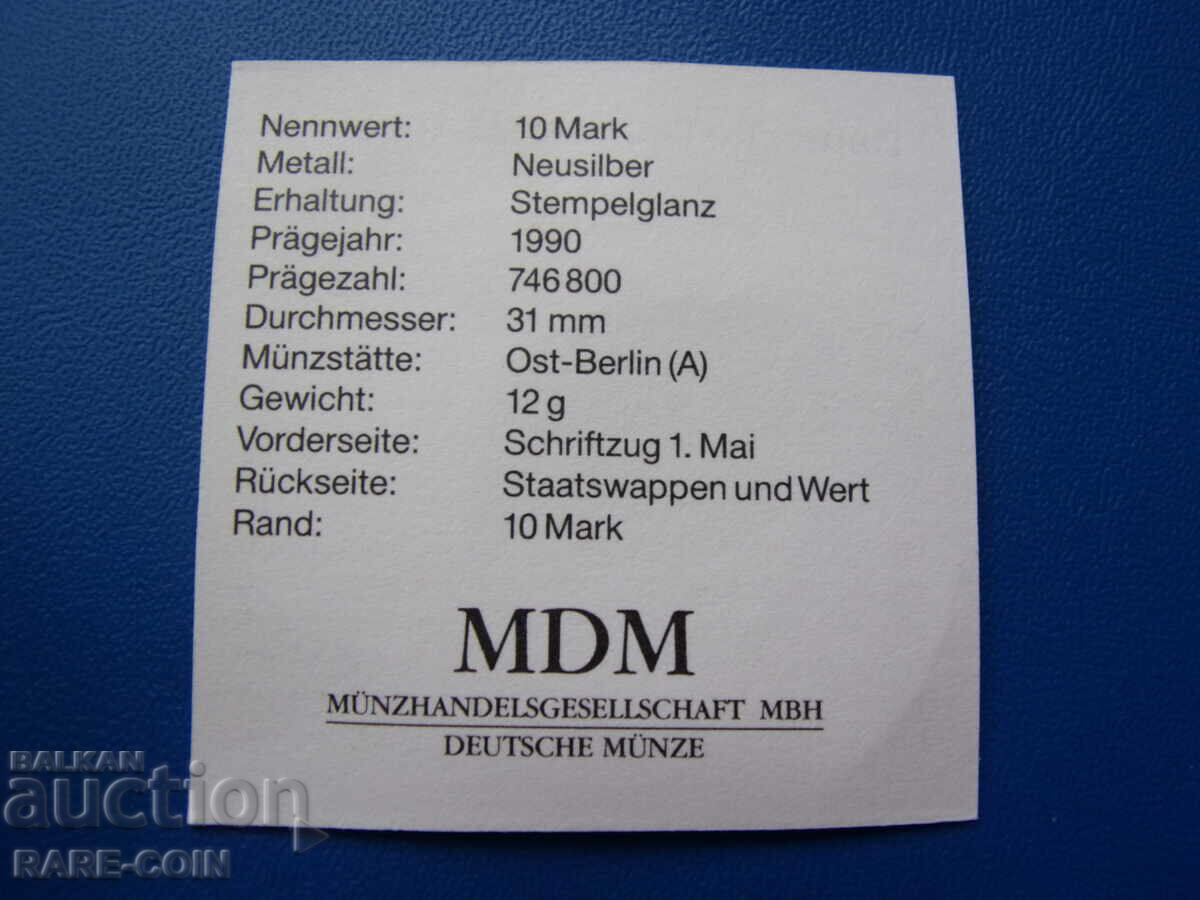 Nennwert: 10 Mark
Metall: Neusilber
Erhaltung: Stempelglanz
Prägejahr: 1990
Prägezahl: 746 800
Durchmesser: 31 mm
Münzstätte: Ost-Berlin (A)
Gewicht: 12 g
Vorderseite: Schriftzug 1. Mai
Rückseite: Staatswappen und Wert
Rand: 10 Mark
MDM
MÜNZHANDELSGESELLSCHAFT MBH
DEUTSCHE MÜNZE
BALKAN
auction
RARE-COIN